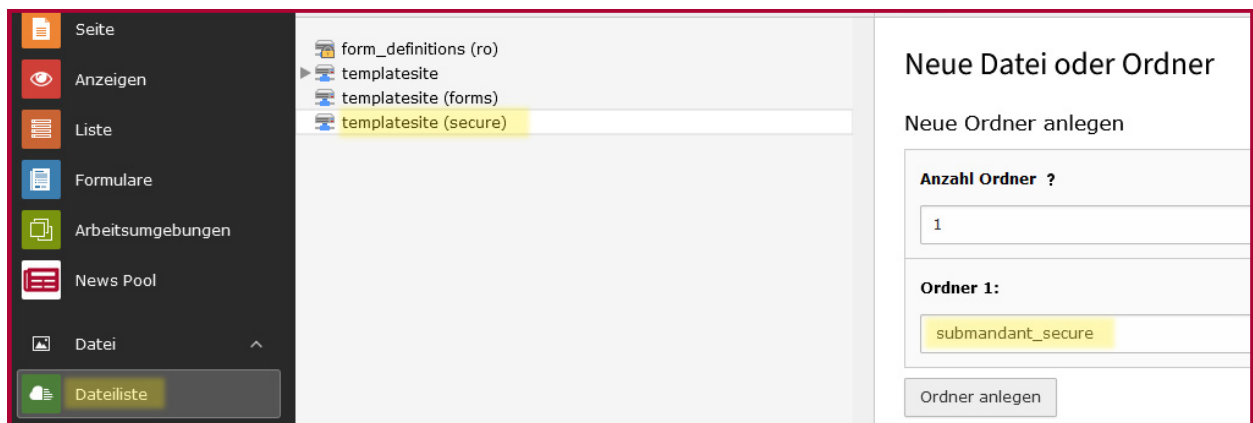 Seite
Anzeigen
Liste
Formulare
Arbeitsumgebungen
News Pool
Datei
Dateiliste
form_definitions (ro)
templatesite
templatesite (forms)
templatesite (secure)
Neue Datei oder Ordner
Neue Ordner anlegen
Anzahl Ordner ?
1
Ordner 1:
submandant_secure
Ordner anlegen